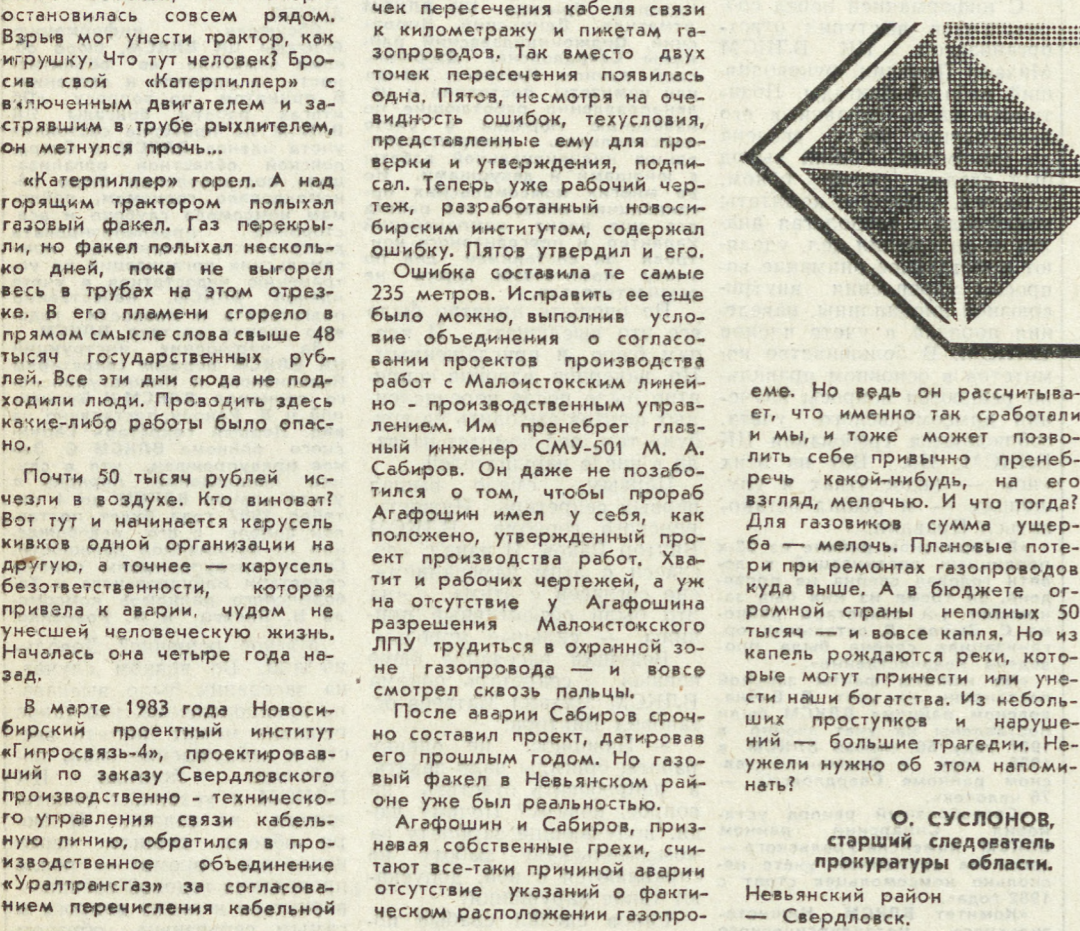 остановилась совсем рядом.
Взрыв мог унести трактор, как
игрушку. Что тут человек? Бро-
сив свой «Катерпиллер» с
включенным двигателем и за-
стрявшим в трубе рыхлителем,
он метнулся прочь...
«Катерпиллер» горел. А над
горящим трактором полыхал
газовый факел. Газ перекры-
ли, но факел полыхал несколь-
ко дней, пока не выгорел
весь в трубах на этом отрез-
ке. В его пламени сгорело в
прямом смысле слова свыше 48
тысяч государственных руб-
лей. Все эти дни сюда не под-
ходили люди. Проводить здесь
какие-либо работы было опас-
но.
Почти 50 тысяч рублей ис-
чезли в воздухе. Кто виноват?
Вот тут и начинается карусель
кивков одной организации на
другую, а точнее — карусель
безответственности, которая
привела к аварии, чудом не
унесшей человеческую жизнь.
Началась она четыре года на-
зад.
В марте 1983 года Новоси-
бирский проектный институт
«Гипросвязь-4», проектировав-
ший по заказу Свердловского
производственно - техническо-
го управления связи кабель-
ную линию, обратился в про-
изводственное объединение
«Уралтрансгаз» за согласова-
нием перечисления кабельной
чек пересечения кабеля связи
к километражу и пикетам га-
зопроводов. Так вместо двух
точек пересечения появилась
одна. Пятов, несмотря на оче-
видность ошибок, техусловия,
представленные ему для про-
верки и утверждения, подпи-
сал. Теперь уже рабочий чер-
теж, разработанный новоси-
бирским институтом, содержал
ошибку. Пятов утвердил и его.
Ошибка составила те самые
235 метров. Исправить ее еще
было можно, выполнив усло-
вие объединения о согласо-
вании проектов производства
работ с Малоистокским линей-
но - производственным управ-
лением. Им пренебрег глав-
ный инженер СМУ-501 М. А.
Сабиров. Он даже не позабо-
тился о том, чтобы прораб
Агафошин имел у себя, как
положено, утвержденный про-
ект производства работ. Хва-
тит и рабочих чертежей, а уж
на отсутствие у Агафошина
разрешения Малоистокского
ЛПУ трудиться в охранной зо-
не газопровода — и вовсе
смотрел сквозь пальцы.
После аварии Сабиров сроч-
но составил проект, датировав
его прошлым годом. Но газо-
вый факел в Невьянском рай-
оне уже был реальностью.
Агафошин и Сабиров, приз-
навая собственные грехи, счи-
тают все-таки причиной аварии
отсутствие указаний о факти-
ческом расположении газопро-
еме. Но ведь он рассчитыва-
ет, что именно так сработали
и мы, и тоже может позво-
лить себе привычно пренеб-
речь какой-нибудь, на его
взгляд, мелочью. И что тогда?
Для газовиков сумма ущер-
ба — мелочь. Плановые поте-
ри при ремонтах газопроводов
куда выше. А в бюджете ог-
ромной страны неполных 50
тысяч — и вовсе капля. Но из
капель рождаются реки, кото-
рые могут принести или уне-
сти наши богатства. Из неболь-
ших проступков и наруше-
ний — большие трагедии. Не-
ужели нужно об этом напоми-
нать?
О. СУСЛОНОВ,
старший следователь
прокуратуры области.
Невьянский район
— Свердловск.